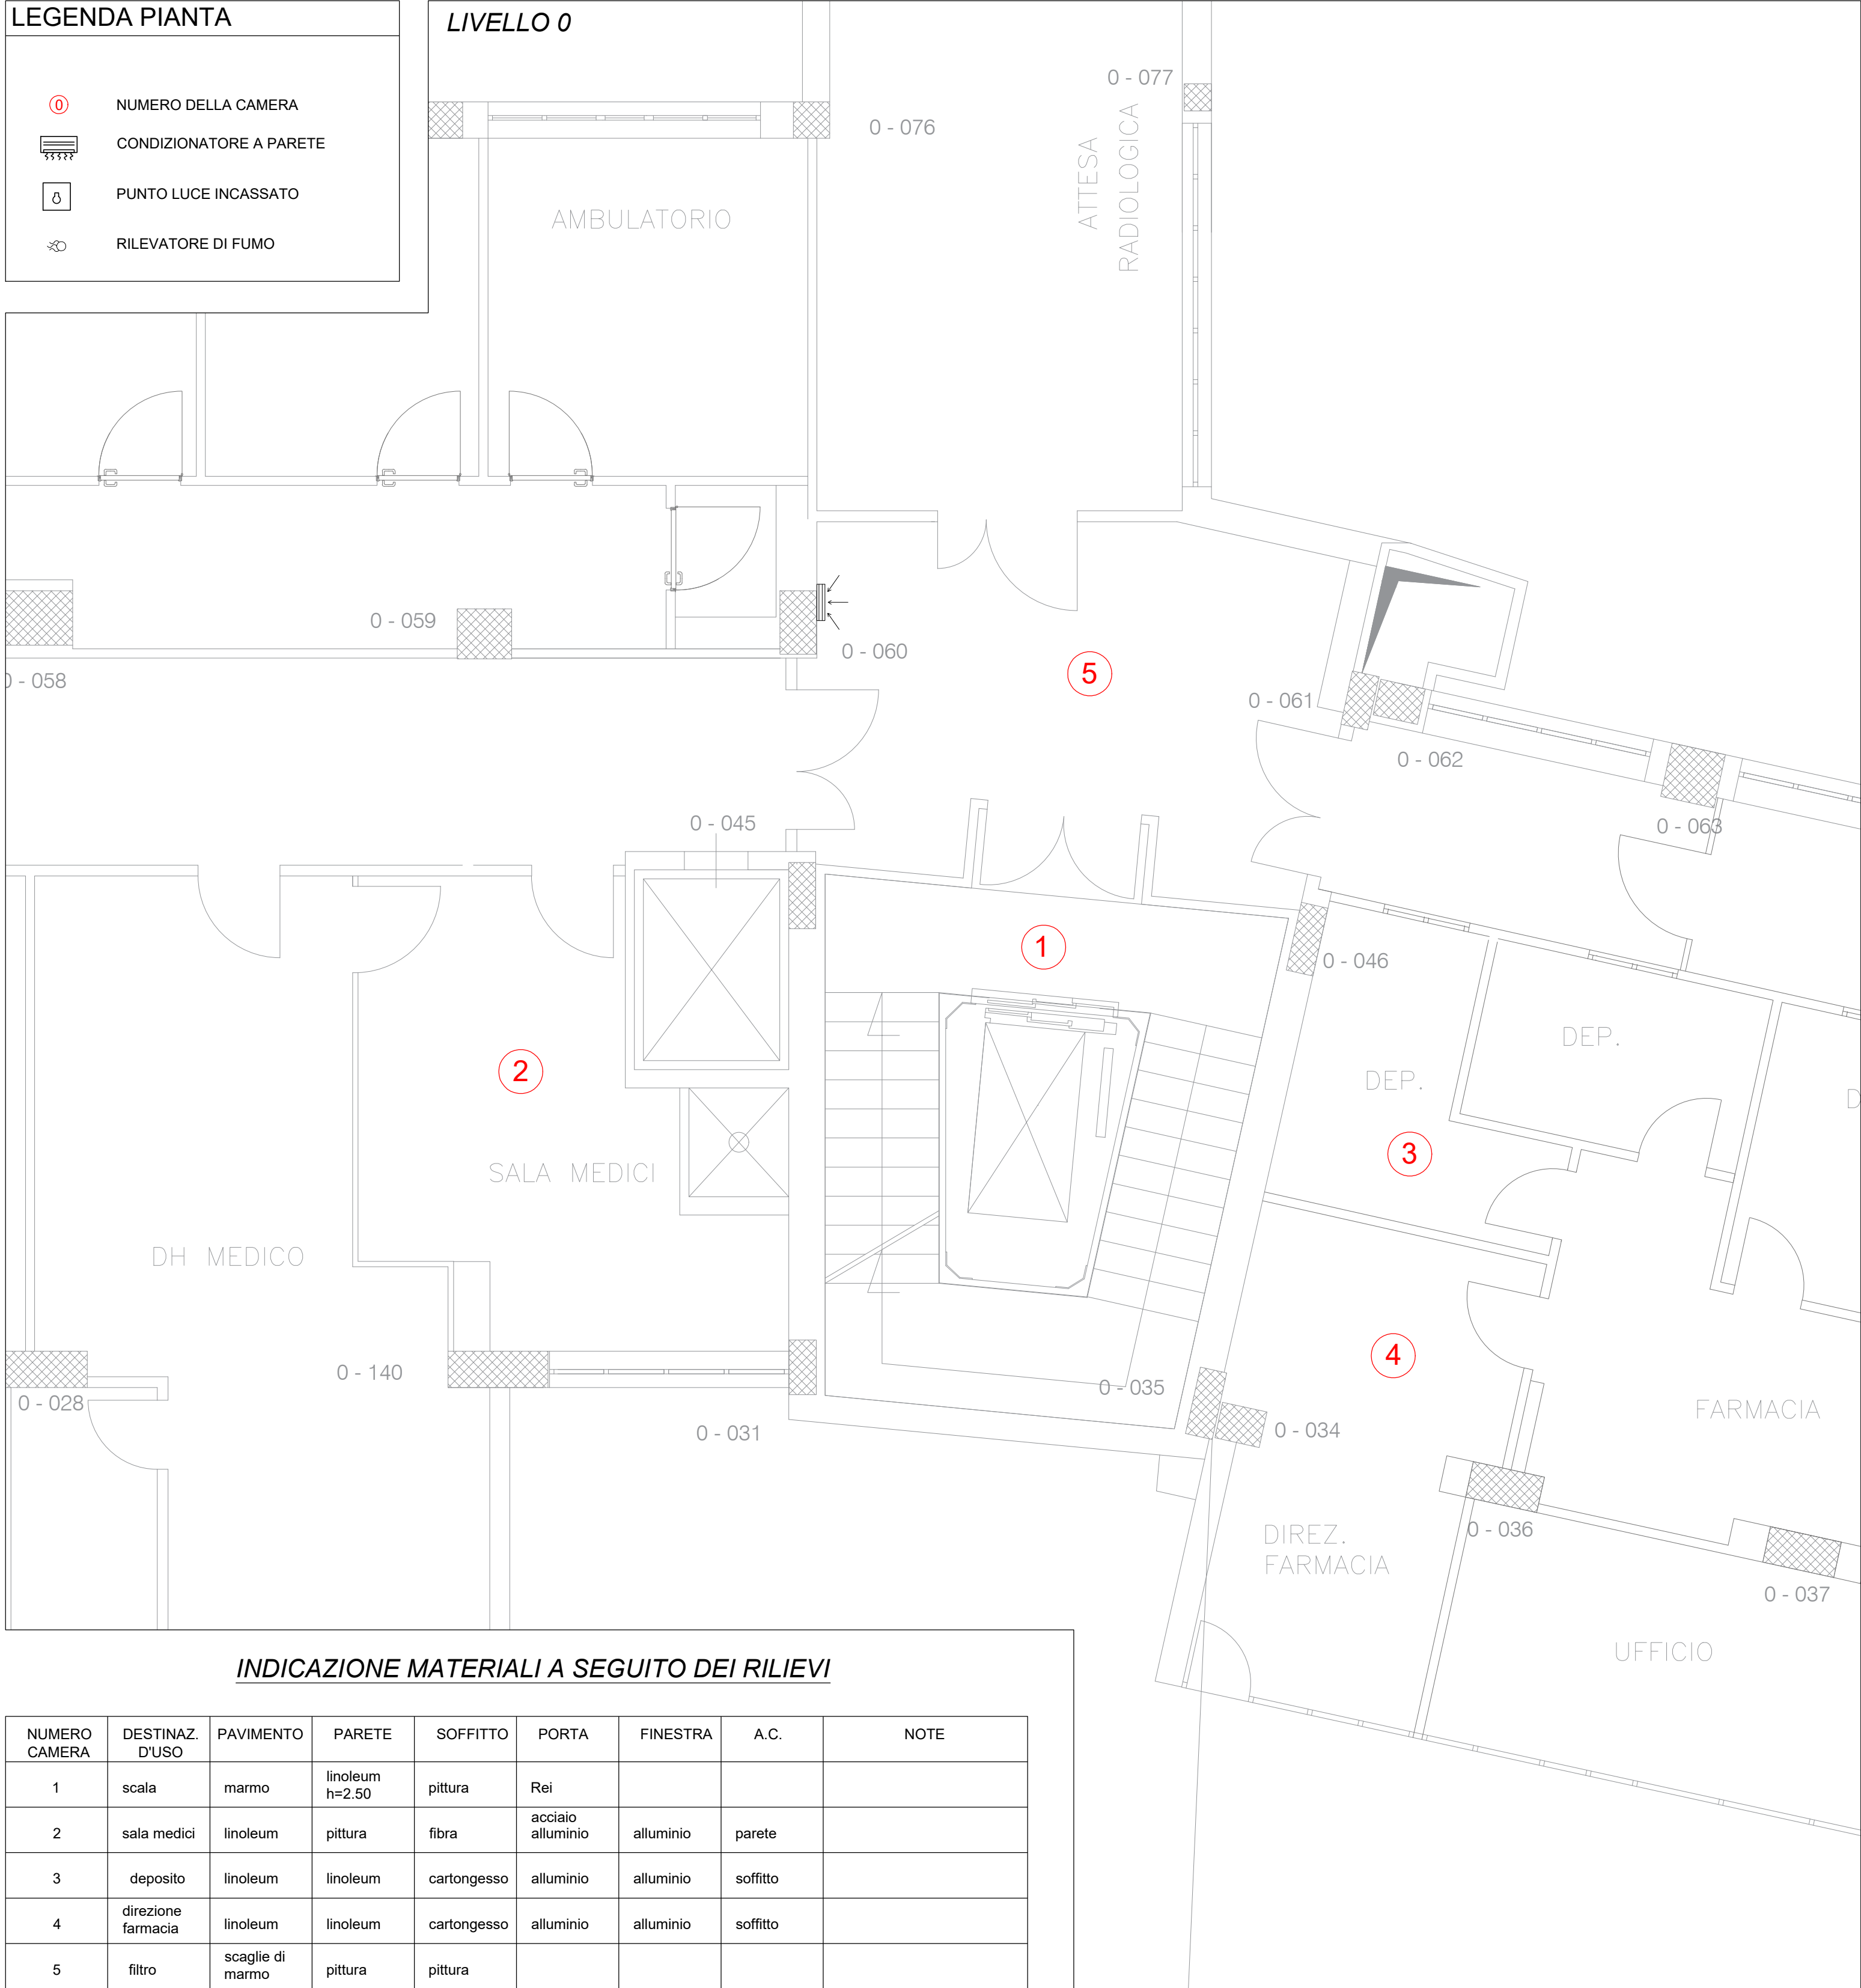 LEGENDA PIANTA
0
NUMERO DELLA CAMERA
CONDIZIONATORE A PARETE
PUNTO LUCE INCASSATO
RILEVATORE DI FUMO
LIVELLO 0
0 - 077
0 - 076
ATTESA
RADIOLOGICA
AMBULATORIO
0 - 059
0 - 060
0 - 058
5
0 - 061
0 - 062
0 - 063
0 - 045
1
0 - 046
2
DEP.
DEP.
D
3
SALA MEDICI
DH MEDICO
4
0 - 140
0 - 028
0 - 035
0 - 031
0 - 034
FARMACIA
0 - 036
DIREZ.
FARMACIA
0 - 037
UFFICIO
INDICAZIONE MATERIALI A SEGUITO DEI RILIEVI
NUMERO CAMERA DESTINAZ. D'USO PAVIMENTO PARETE SOFFITTO PORTA FINESTRA A.C. NOTE
1 scala marmo linoleum h=2.50 pittura Rei
2 sala medici linoleum pittura fibra acciaio alluminio alluminio parete
3 deposito linoleum linoleum cartongesso alluminio alluminio soffitto
4 direzione farmacia linoleum linoleum cartongesso alluminio alluminio soffitto
5 filtro scaglie di marmo pittura pittura